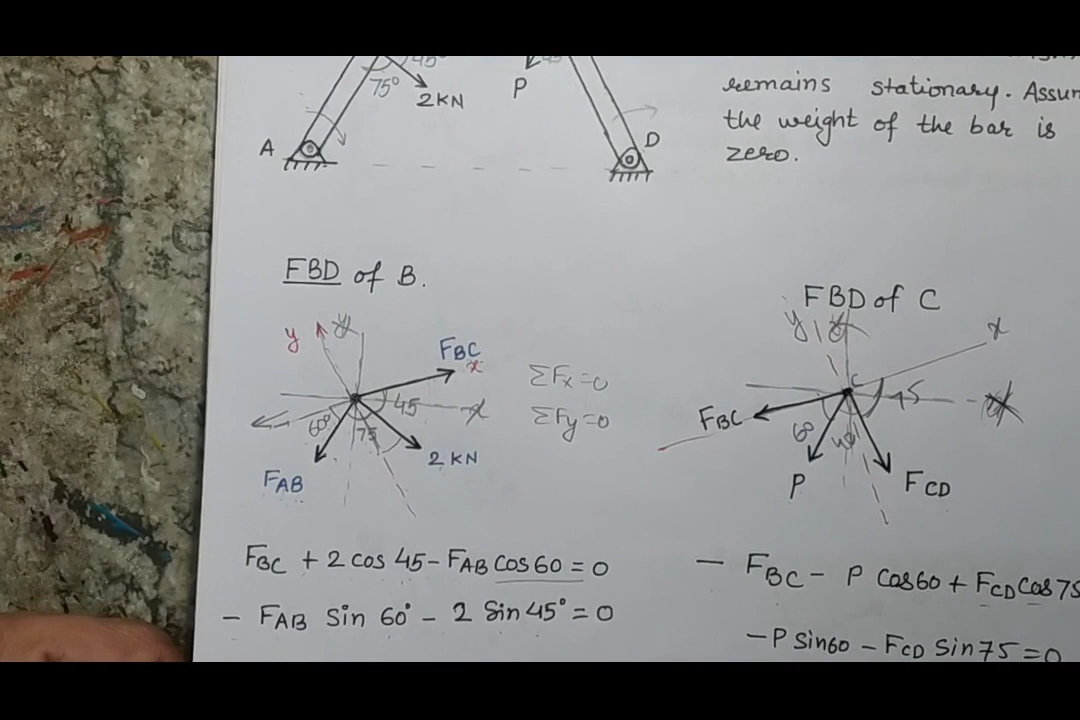 45°
75°
2KN
P
A
D
remains stationary. Assum
the weight of the bar is
zero.
FBD of B.
y
y
FBC
x
45
x
60°
75
2 KN
FAB
ΣFx=0
ΣFy=0
FBD of C
y
y
x
C
45
x
FBC
60
P
FCD
FBC + 2 cos 45 - FAB cos 60 = 0
- FAB Sin 60° - 2 Sin 45° = 0
- FBC - P Cos60 + FCD Cos 75
-P Sin60 - FCD Sin 75 = 0